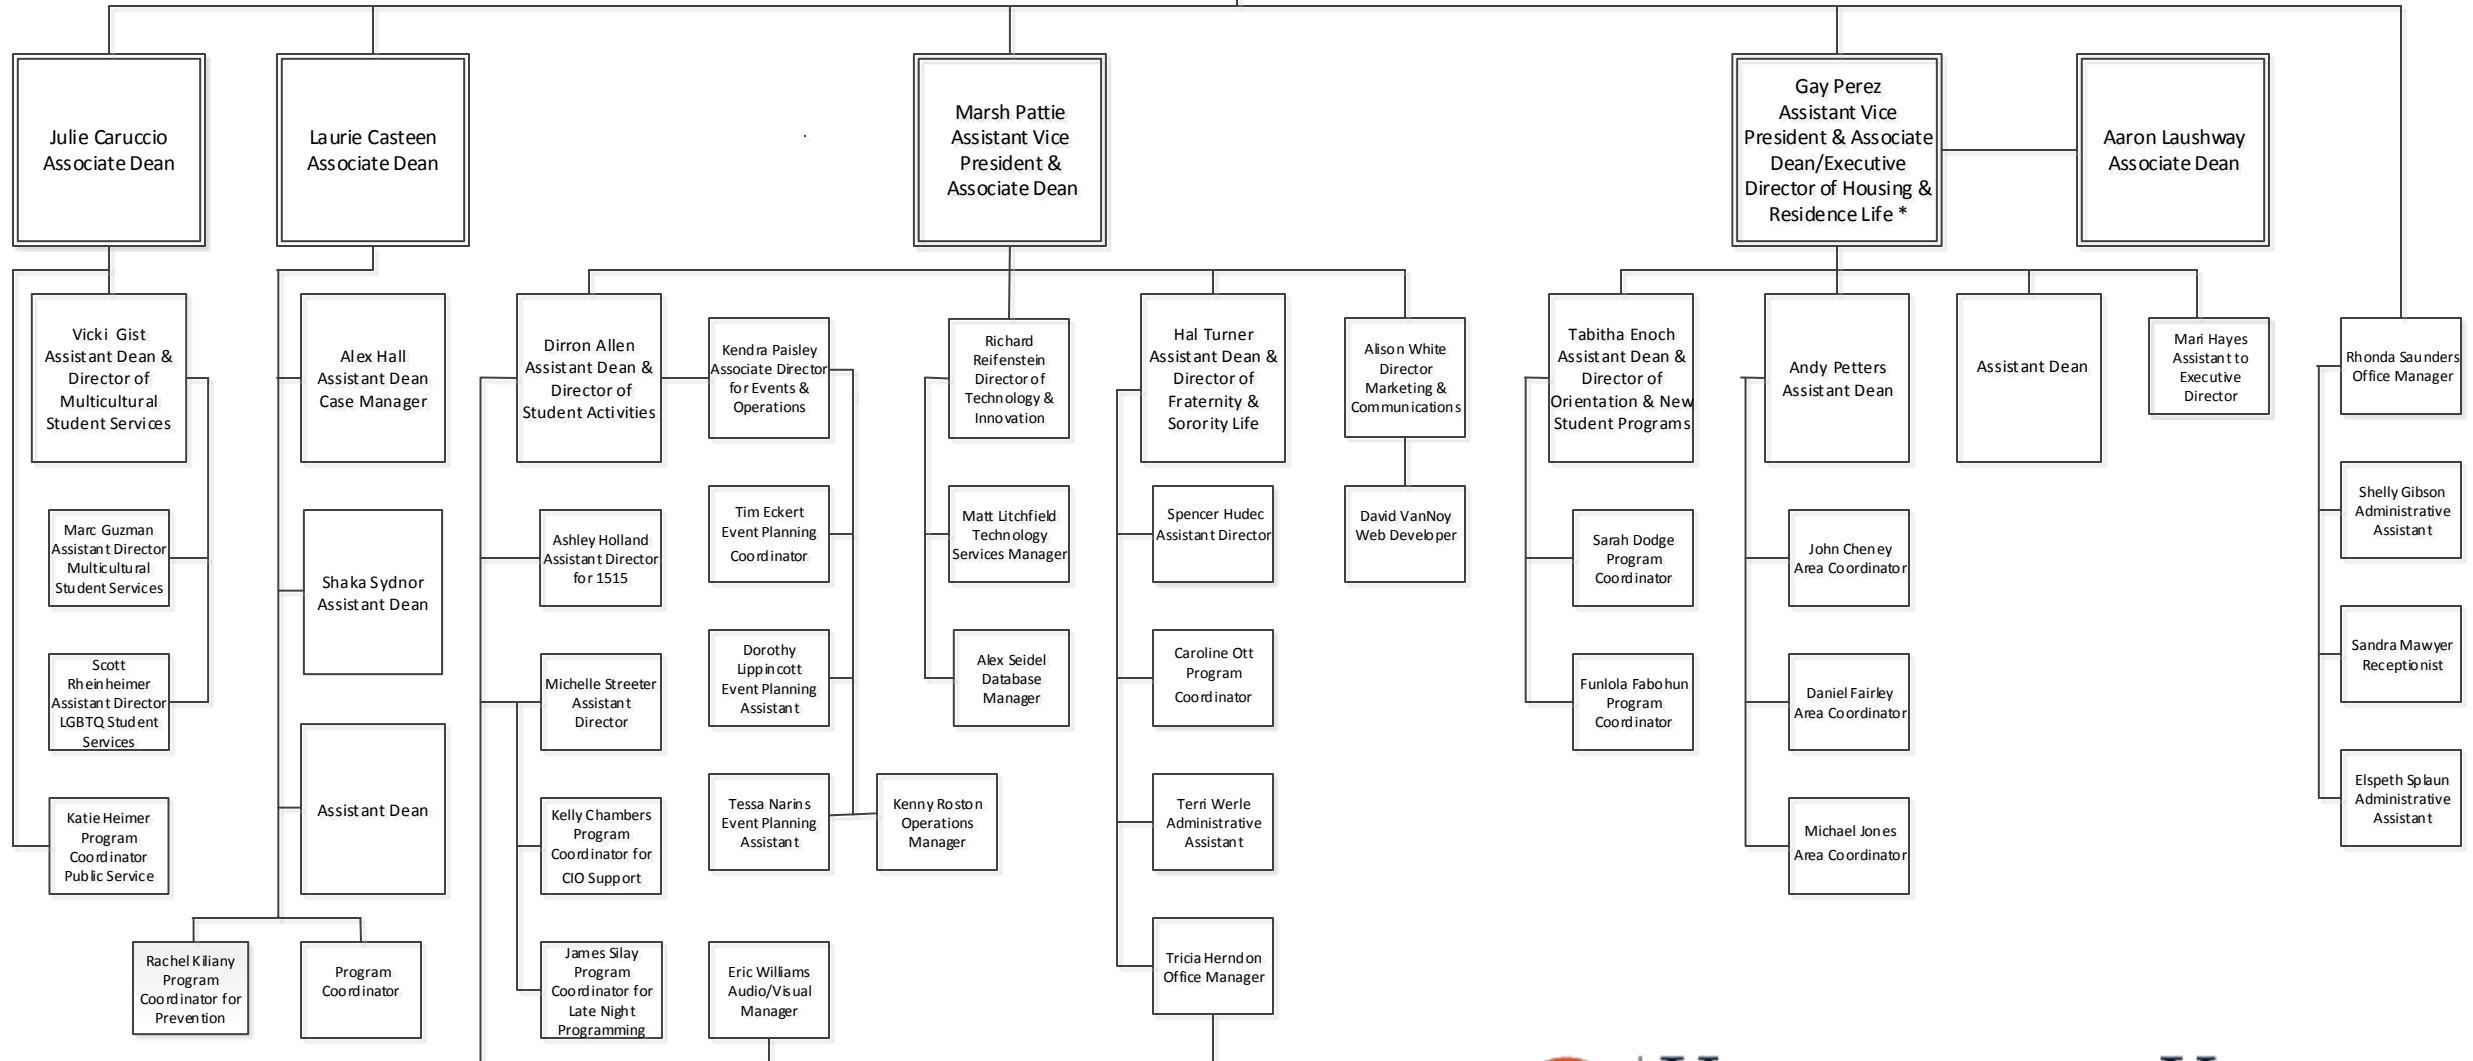 Julie Caruccio
Associate Dean
Laurie Casteen
Associate Dean
Marsh Pattie
Assistant Vice
President &
Associate Dean
Gay Perez
Assistant Vice
President & Associate
Dean/Executive
Director of Housing &
Residence Life *
Aaron Laushway
Associate Dean
Vicki Gist
Assistant Dean &
Director of
Multicultural
Student Services
Alex Hall
Assistant Dean
Case Manager
Dirron Allen
Assistant Dean &
Director of
Student Activities
Kendra Paisley
Associate Director
for Events &
Operations
Richard
Reifenstein
Director of
Technology &
Innovation
Hal Turner
Assistant Dean &
Director of
Fraternity &
Sorority Life
Alison White
Director
Marketing &
Communications
Tabitha Enoch
Assistant Dean &
Director of
Orientation & New
Student Programs
Andy Petters
Assistant Dean
Assistant Dean
Mari Hayes
Assistant to
Executive
Director
Rhonda Saunders
Office Manager
Marc Guzman
Assistant Director
Multicultural
Student Services
Shaka Sydnor
Assistant Dean
Ashley Holland
Assistant Director
for 1515
Tim Eckert
Event Planning
Coordinator
Matt Litchfield
Technology
Services Manager
Spencer Hudec
Assistant Director
David VanNoy
Web Developer
Sarah Dodge
Program
Coordinator
John Cheney
Area Coordinator
Shelly Gibson
Administrative
Assistant
Scott
Rheinheimer
Assistant Director
LGBTQ Student
Services
Michelle Streeter
Assistant
Director
Dorothy
Lippincott
Event Planning
Assistant
Alex Seidel
Database
Manager
Caroline Ott
Program
Coordinator
Funlola Fabohun
Program
Coordinator
Daniel Fairley
Area Coordinator
Sandra Mawyer
Receptionist
Katie Heimer
Program
Coordinator
Public Service
Assistant Dean
Kelly Chambers
Program
Coordinator for
CIO Support
Tessa Narins
Event Planning
Assistant
Kenny Roston
Operations
Manager
Terri Werle
Administrative
Assistant
Michael Jones
Area Coordinator
Elspeth Splaun
Administrative
Assistant
Rachel Kiliany
Program
Coordinator for
Prevention
Program
Coordinator
James Silay
Program
Coordinator for
Late Night
Programming
Eric Williams
Audio/Visual
Manager
Tricia Herndon
Office Manager